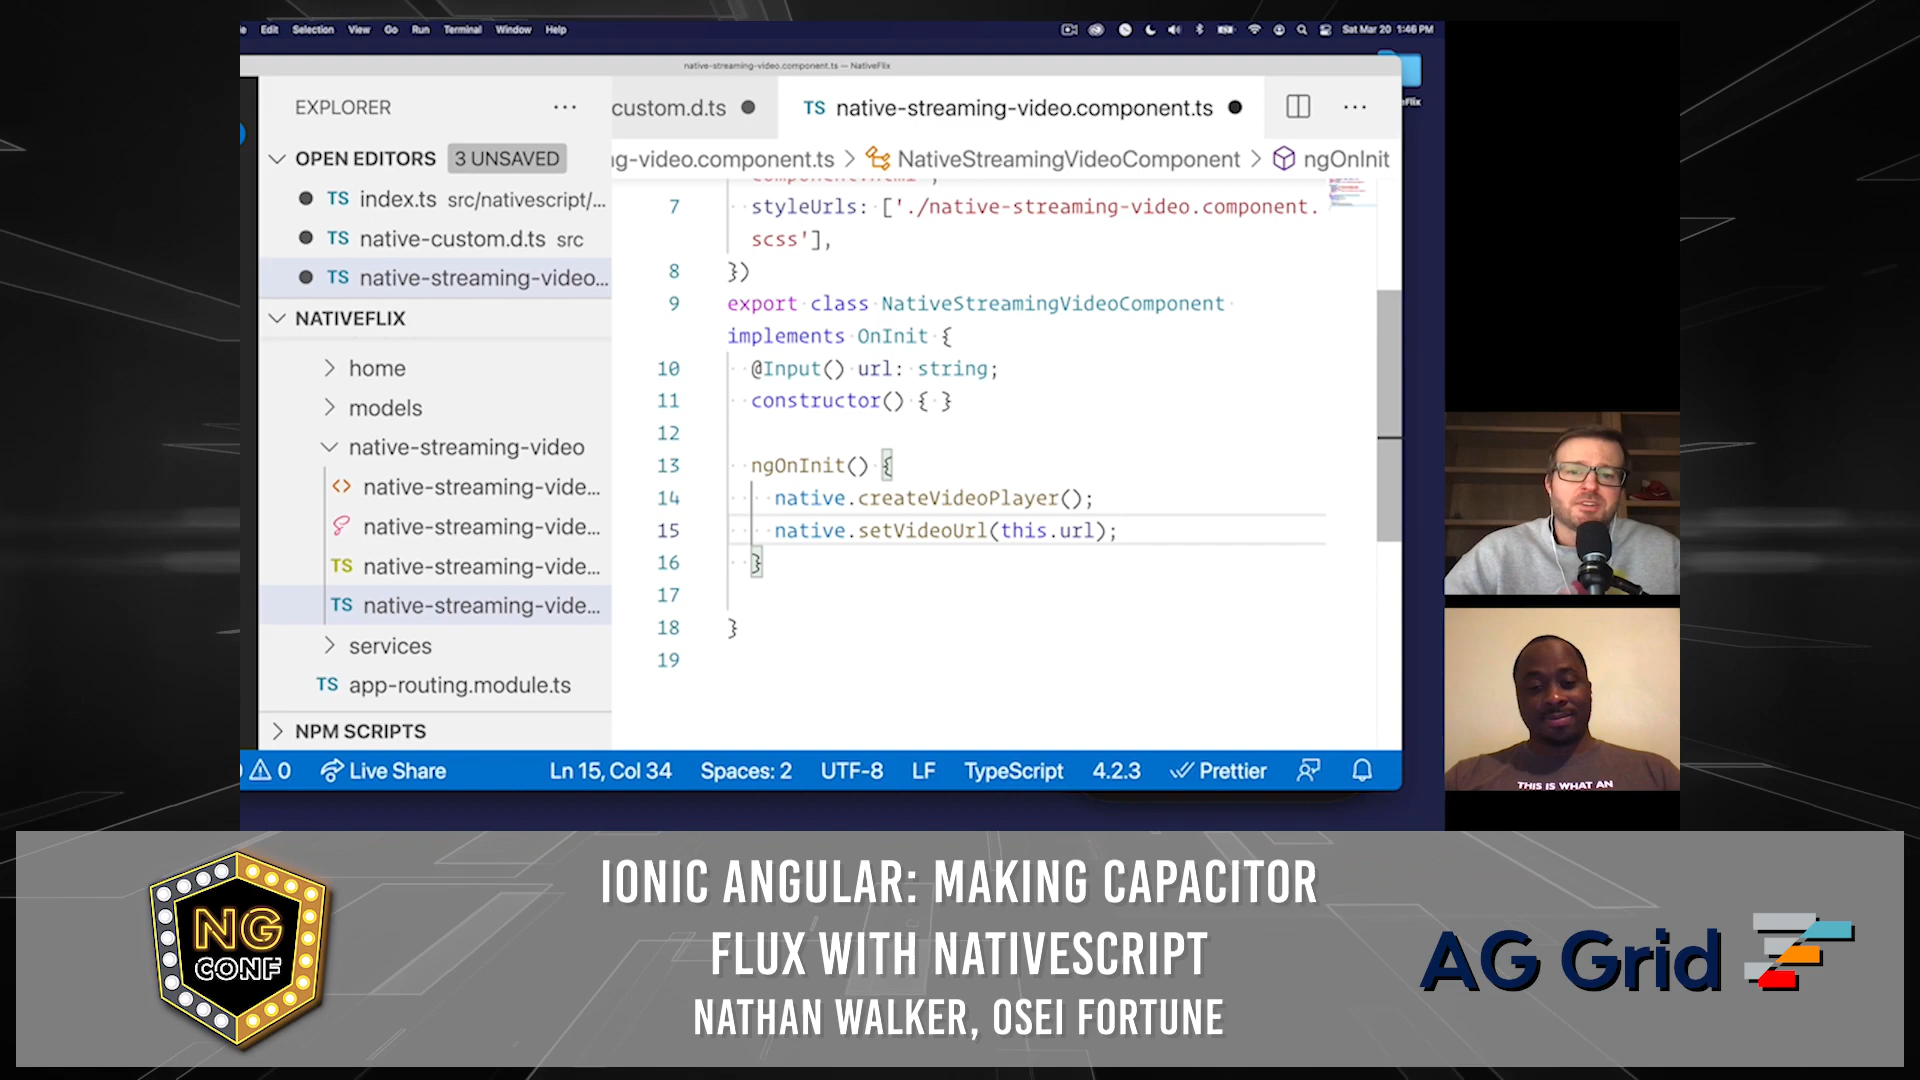 Edit Selection View Go Run Terminal Window Help
Sat Mar 20 1:46 PM
native-streaming-video.component.ts — NativeFlix
EXPLORER ...
custom.d.ts
TS native-streaming-video.component.ts
...
OPEN EDITORS 3 UNSAVED
g-video.component.ts > NativeStreamingVideoComponent > ngOnInit
TS index.ts src/nativescript/...
TS native-custom.d.ts src
TS native-streaming-video...
NATIVEFLIX
home
models
native-streaming-video
<> native-streaming-vide...
native-streaming-vide...
TS native-streaming-vide...
TS native-streaming-vide...
services
TS app-routing.module.ts
NPM SCRIPTS
7 styleUrls: ['./native-streaming-video.component.
scss'],
8 })
9 export class NativeStreamingVideoComponent
implements OnInit {
10 @Input() url: string;
11 constructor() { }
12
13 ngOnInit() {
14 native.createVideoPlayer();
15 native.setVideoUrl(this.url);
16 }
17
18 }
19
0 Live Share Ln 15, Col 34 Spaces: 2 UTF-8 LF TypeScript 4.2.3 Prettier
THIS IS WHAT AN
NG
CONF
IONIC ANGULAR: MAKING CAPACITOR
FLUX WITH NATIVESCRIPT
NATHAN WALKER, OSEI FORTUNE
AG Grid